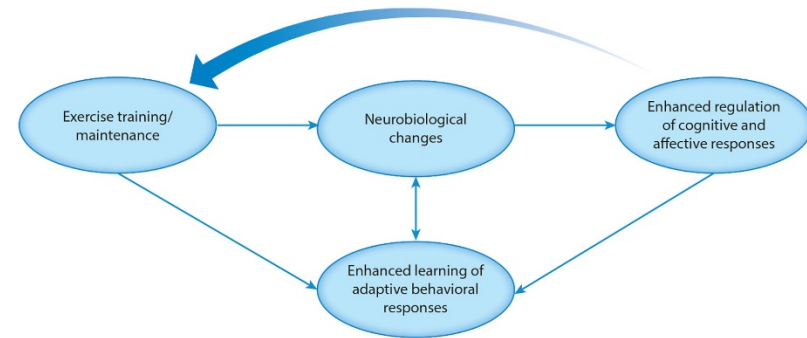 Exercise training/
maintenance
Neurobiological
changes
Enhanced regulation
of cognitive and
affective responses
Enhanced learning of
adaptive behavioral
responses